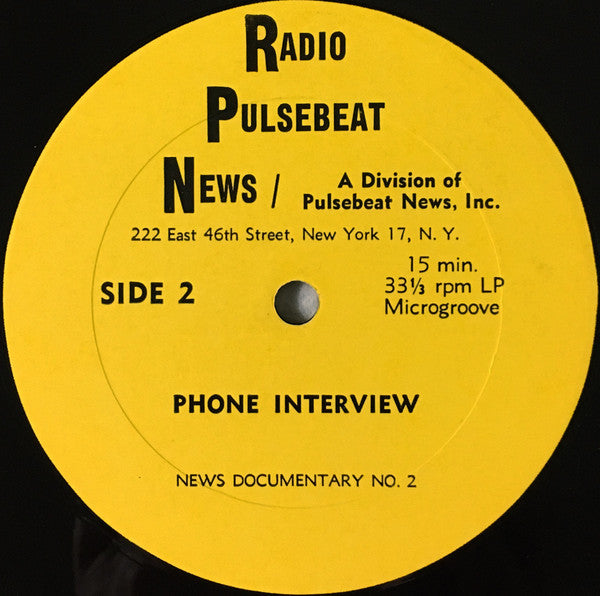 RADIO
PULSEBEAT
NEWS / A Division of
Pulsebeat News, Inc.
222 East 46th Street, New York 17, N. Y.
SIDE 2
15 min.
33⅓ rpm LP
Microgroove
PHONE INTERVIEW
NEWS DOCUMENTARY NO. 2